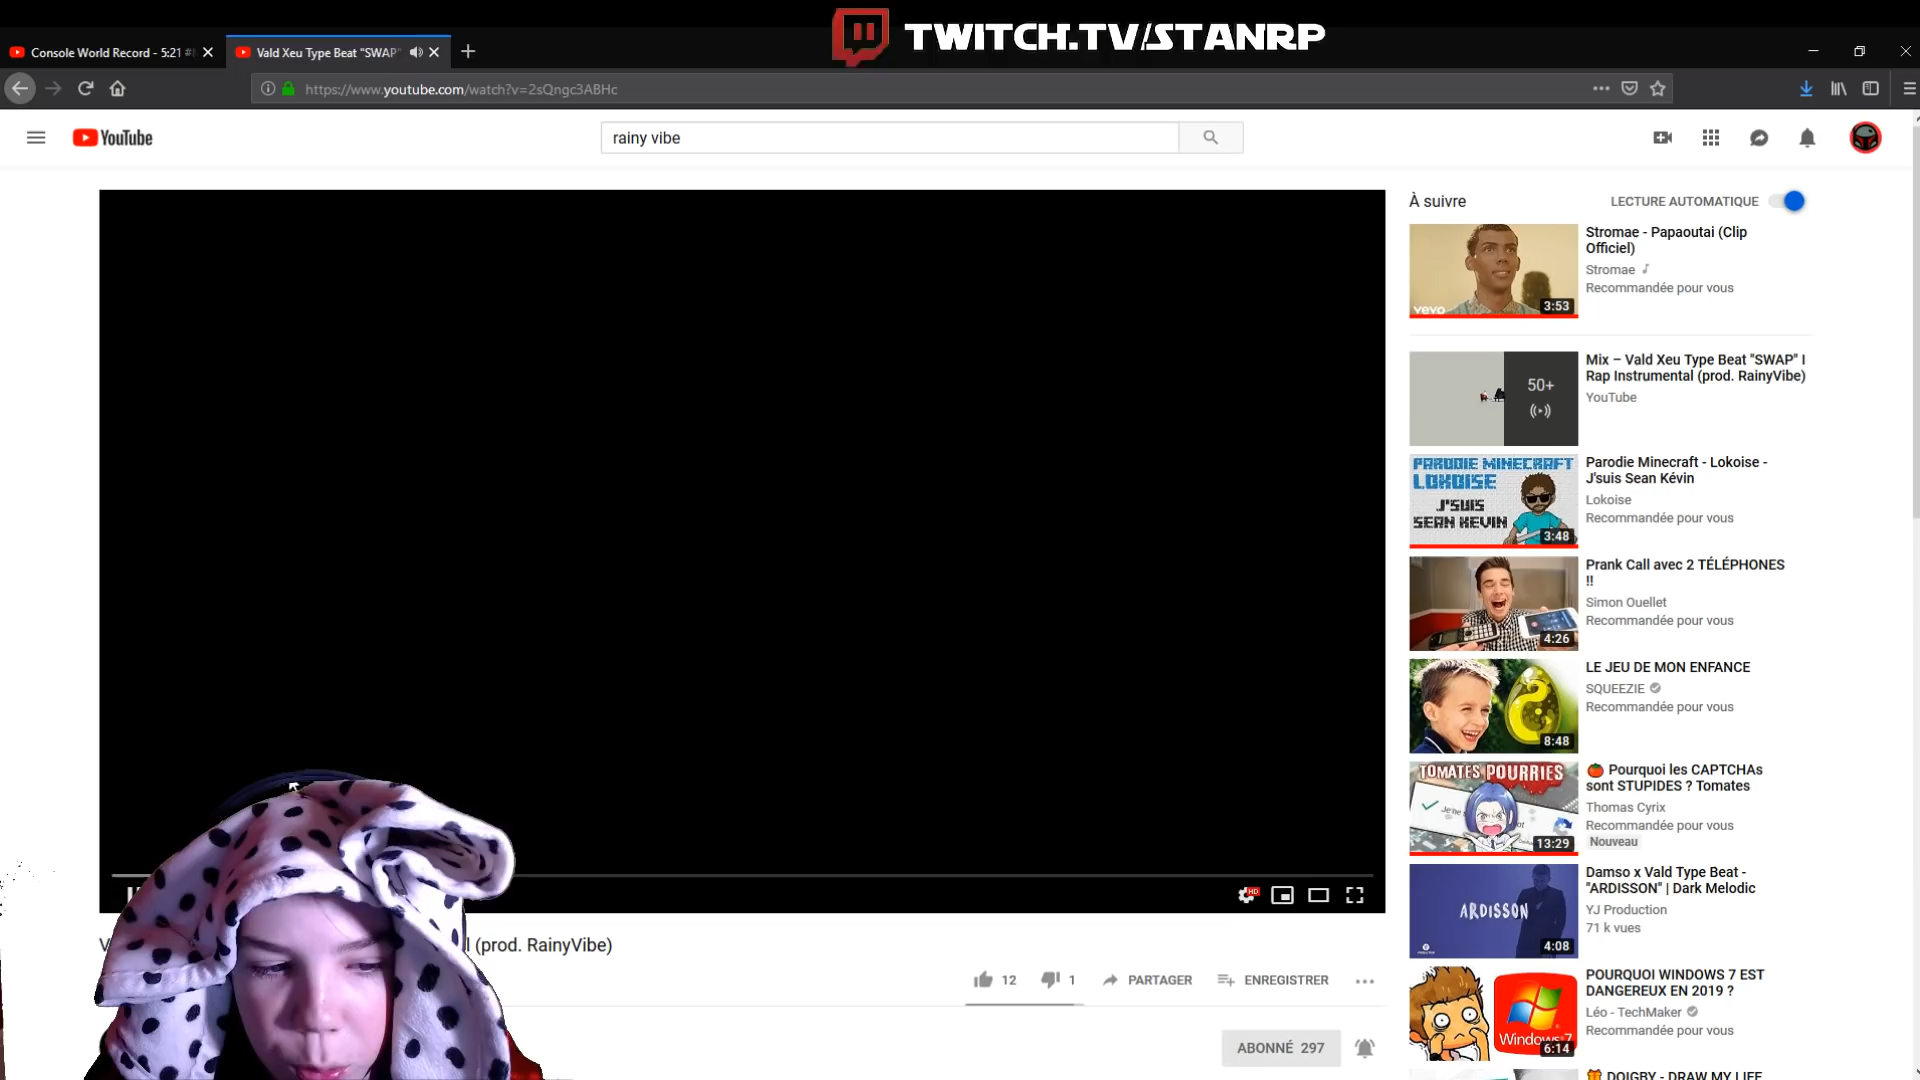 TWITCH.TV/STANRP
Console World Record - 5:21 #
Vald Xeu Type Beat "SWAP"
https://www.youtube.com/watch?v=2sQngc3ABHc
YouTube
rainy vibe
À suivre
LECTURE AUTOMATIQUE
vevo
3:53
Stromae - Papaoutai (Clip
Officiel)
Stromae
Recommandée pour vous
50+
Mix – Vald Xeu Type Beat "SWAP" I
Rap Instrumental (prod. RainyVibe)
YouTube
PARODIE MINECRAFT
LOKOISE
J'SUIS
SEAN KEVIN
3:48
Parodie Minecraft - Lokoise -
J'suis Sean Kévin
Lokoise
Recommandée pour vous
4:26
Prank Call avec 2 TÉLÉPHONES
!!
Simon Ouellet
Recommandée pour vous
8:48
LE JEU DE MON ENFANCE
SQUEEZIE
Recommandée pour vous
TOMATES POURRIES
13:29
🍅 Pourquoi les CAPTCHAs
sont STUPIDES ? Tomates
Thomas Cyrix
Recommandée pour vous
Nouveau
ARDISSON
4:08
Damso x Vald Type Beat -
"ARDISSON" | Dark Melodic
YJ Production
71 k vues
Windows 7
6:14
POURQUOI WINDOWS 7 EST
DANGEREUX EN 2019 ?
Léo - TechMaker
Recommandée pour vous
DOIGBY - DRAW MY LIFE
HD
(prod. RainyVibe)
12
1
PARTAGER
ENREGISTRER
ABONNÉ 297